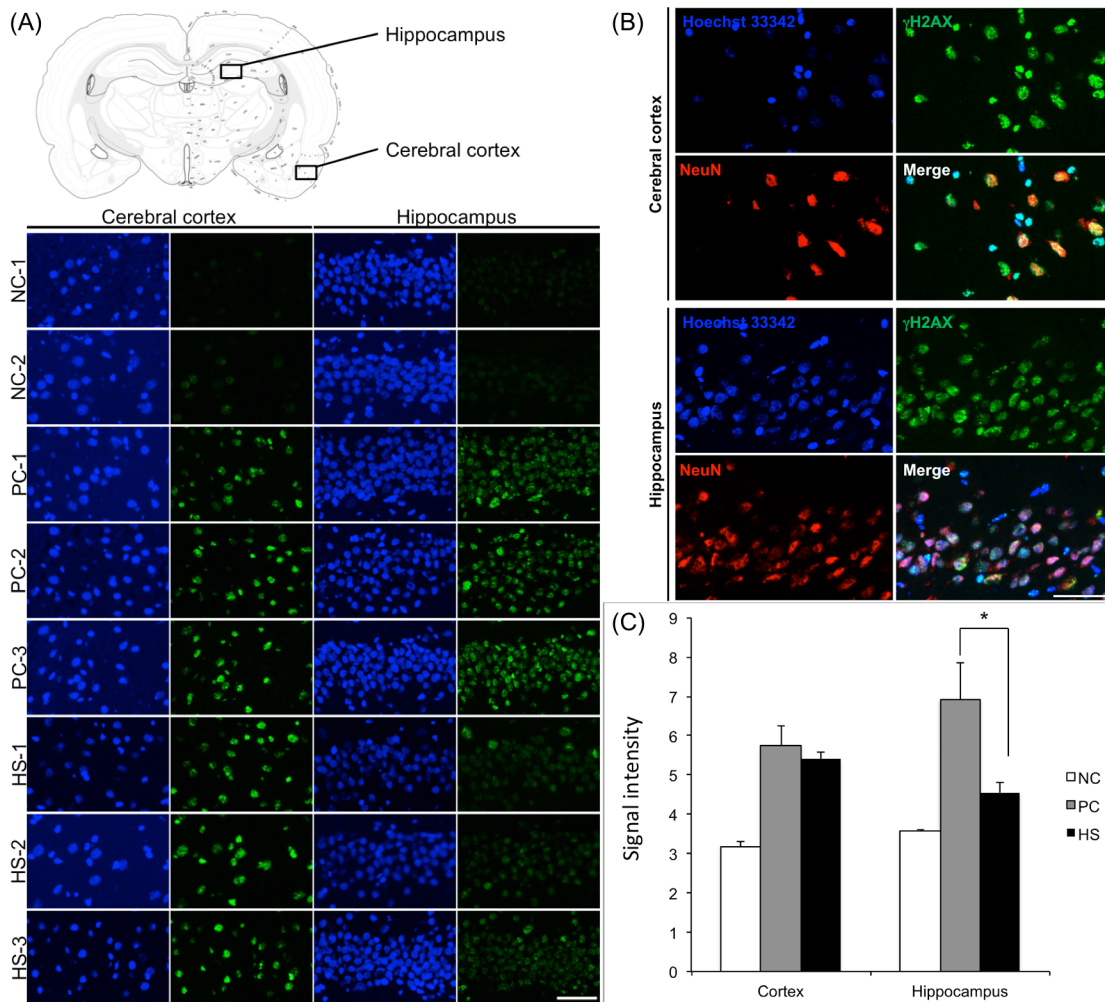 (A)
Hippocampus
Cerebral cortex
Cerebral cortex
Hippocampus
NC-1
NC-2
PC-1
PC-2
PC-3
HS-1
HS-2
HS-3
(B)
Cerebral cortex
Hoechst 33342
γH2AX
NeuN
Merge
Hippocampus
Hoechst 33342
γH2AX
NeuN
Merge
(C)
Signal intensity
9
8
7
6
5
4
3
2
1
0
*
NC
PC
HS
Cortex
Hippocampus